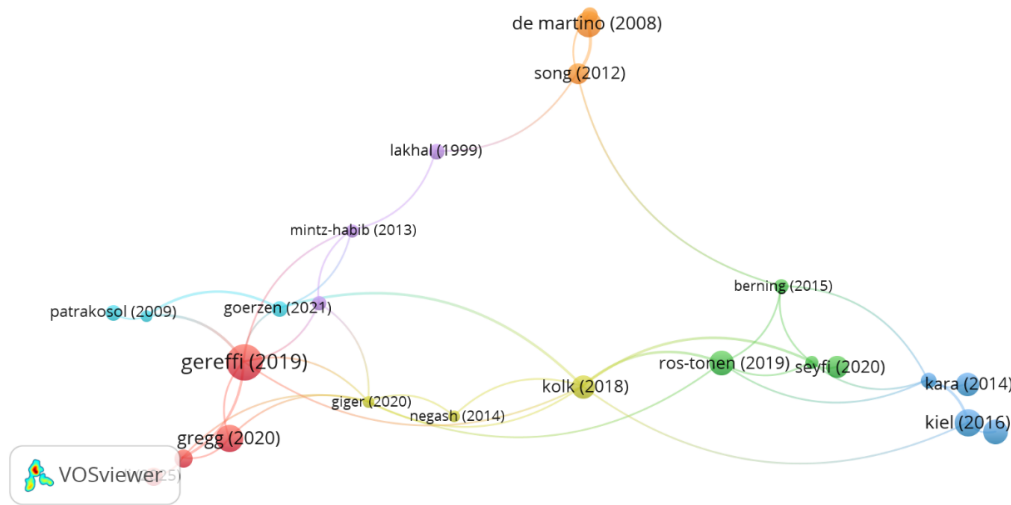 de martino (2008)
song (2012)
lakhal (1999)
mintz-habib (2013)
berning (2015)
patrakosol (2009)
goerzen (2021)
gereffi (2019)
ros-tonen (2019)
seyfi (2020)
kolk (2018)
kara (2014)
giger (2020)
negash (2014)
kiel (2016)
gregg (2020)
VOSviewer